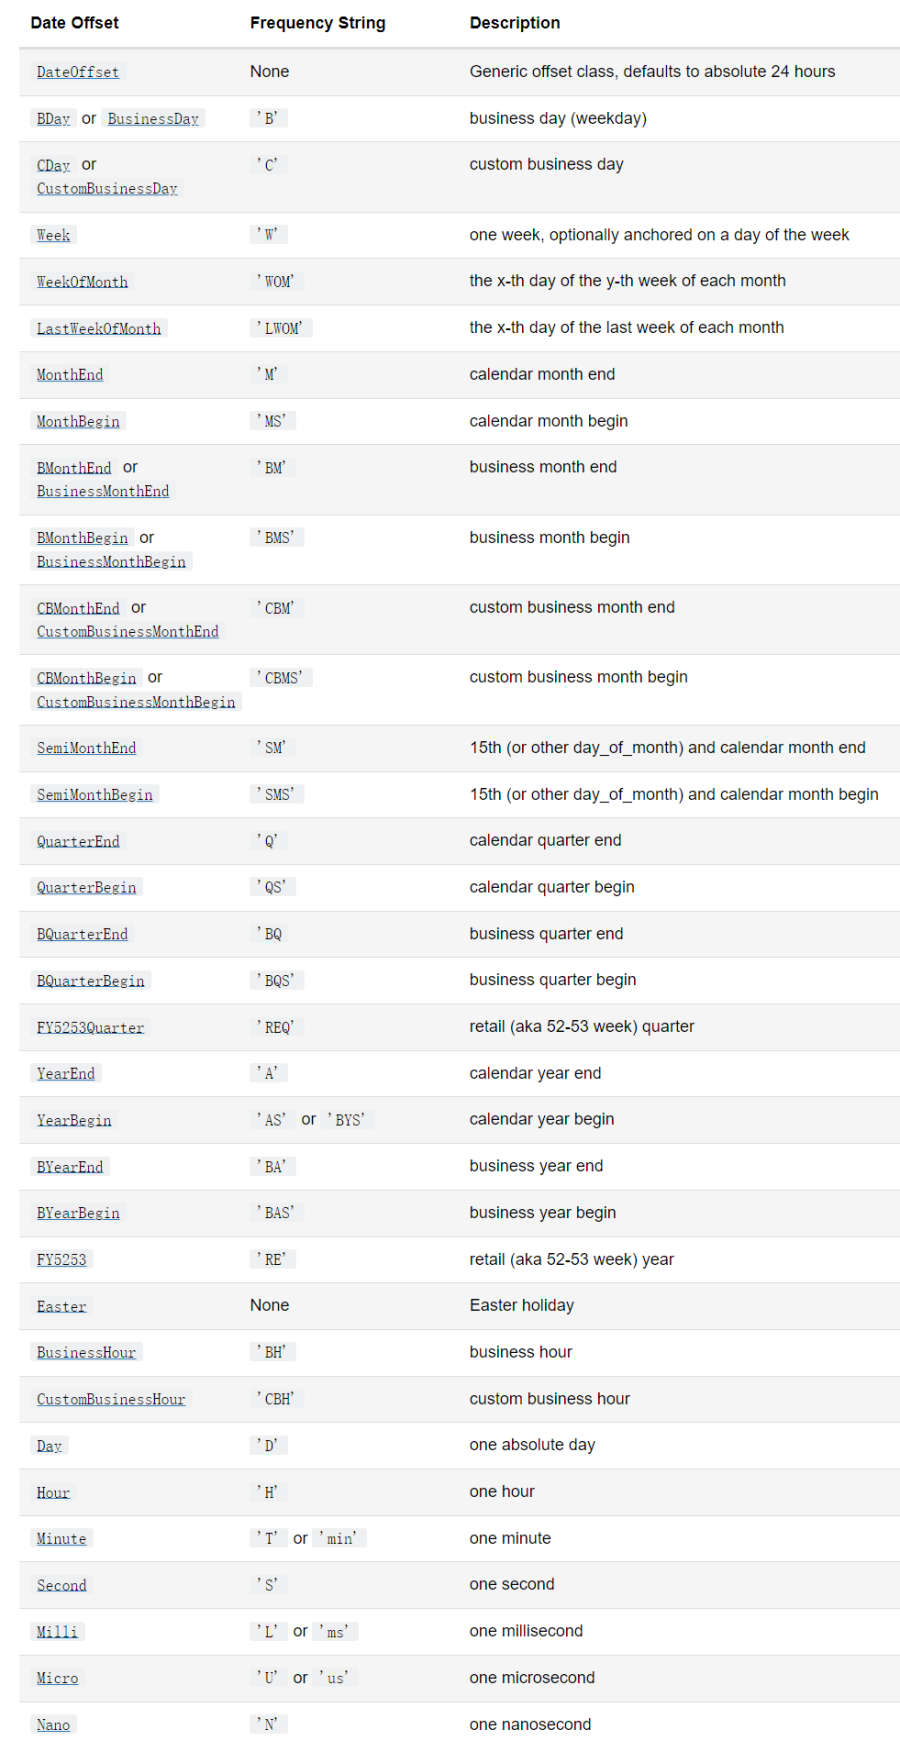 Date Offset Frequency String Description
DateOffset None Generic offset class, defaults to absolute 24 hours
BDay or BusinessDay 'B' business day (weekday)
CDay or 'C' custom business day
CustomBusinessDay
Week 'W' one week, optionally anchored on a day of the week
WeekOfMonth 'WOM' the x-th day of the y-th week of each month
LastWeekOfMonth 'LWOM' the x-th day of the last week of each month
MonthEnd 'M' calendar month end
MonthBegin 'MS' calendar month begin
BMonthEnd or 'BM' business month end
BusinessMonthEnd
BMonthBegin or 'BMS' business month begin
BusinessMonthBegin
CBMonthEnd or 'CBM' custom business month end
CustomBusinessMonthEnd
CBMonthBegin or 'CBMS' custom business month begin
CustomBusinessMonthBegin
SemiMonthEnd 'SM' 15th (or other day_of_month) and calendar month end
SemiMonthBegin 'SMS' 15th (or other day_of_month) and calendar month begin
QuarterEnd 'Q' calendar quarter end
QuarterBegin 'QS' calendar quarter begin
BQuarterEnd 'BQ business quarter end
BQuarterBegin 'BQS' business quarter begin
FY5253Quarter 'REQ' retail (aka 52-53 week) quarter
YearEnd 'A' calendar year end
YearBegin 'AS' or 'BYS' calendar year begin
BYearEnd 'BA' business year end
BYearBegin 'BAS' business year begin
FY5253 'RE' retail (aka 52-53 week) year
Easter None Easter holiday
BusinessHour 'BH' business hour
CustomBusinessHour 'CBH' custom business hour
Day 'D' one absolute day
Hour 'H' one hour
Minute 'T' or 'min' one minute
Second 'S' one second
Milli 'L' or 'ms' one millisecond
Micro 'U' or 'us' one microsecond
Nano 'N' one nanosecond